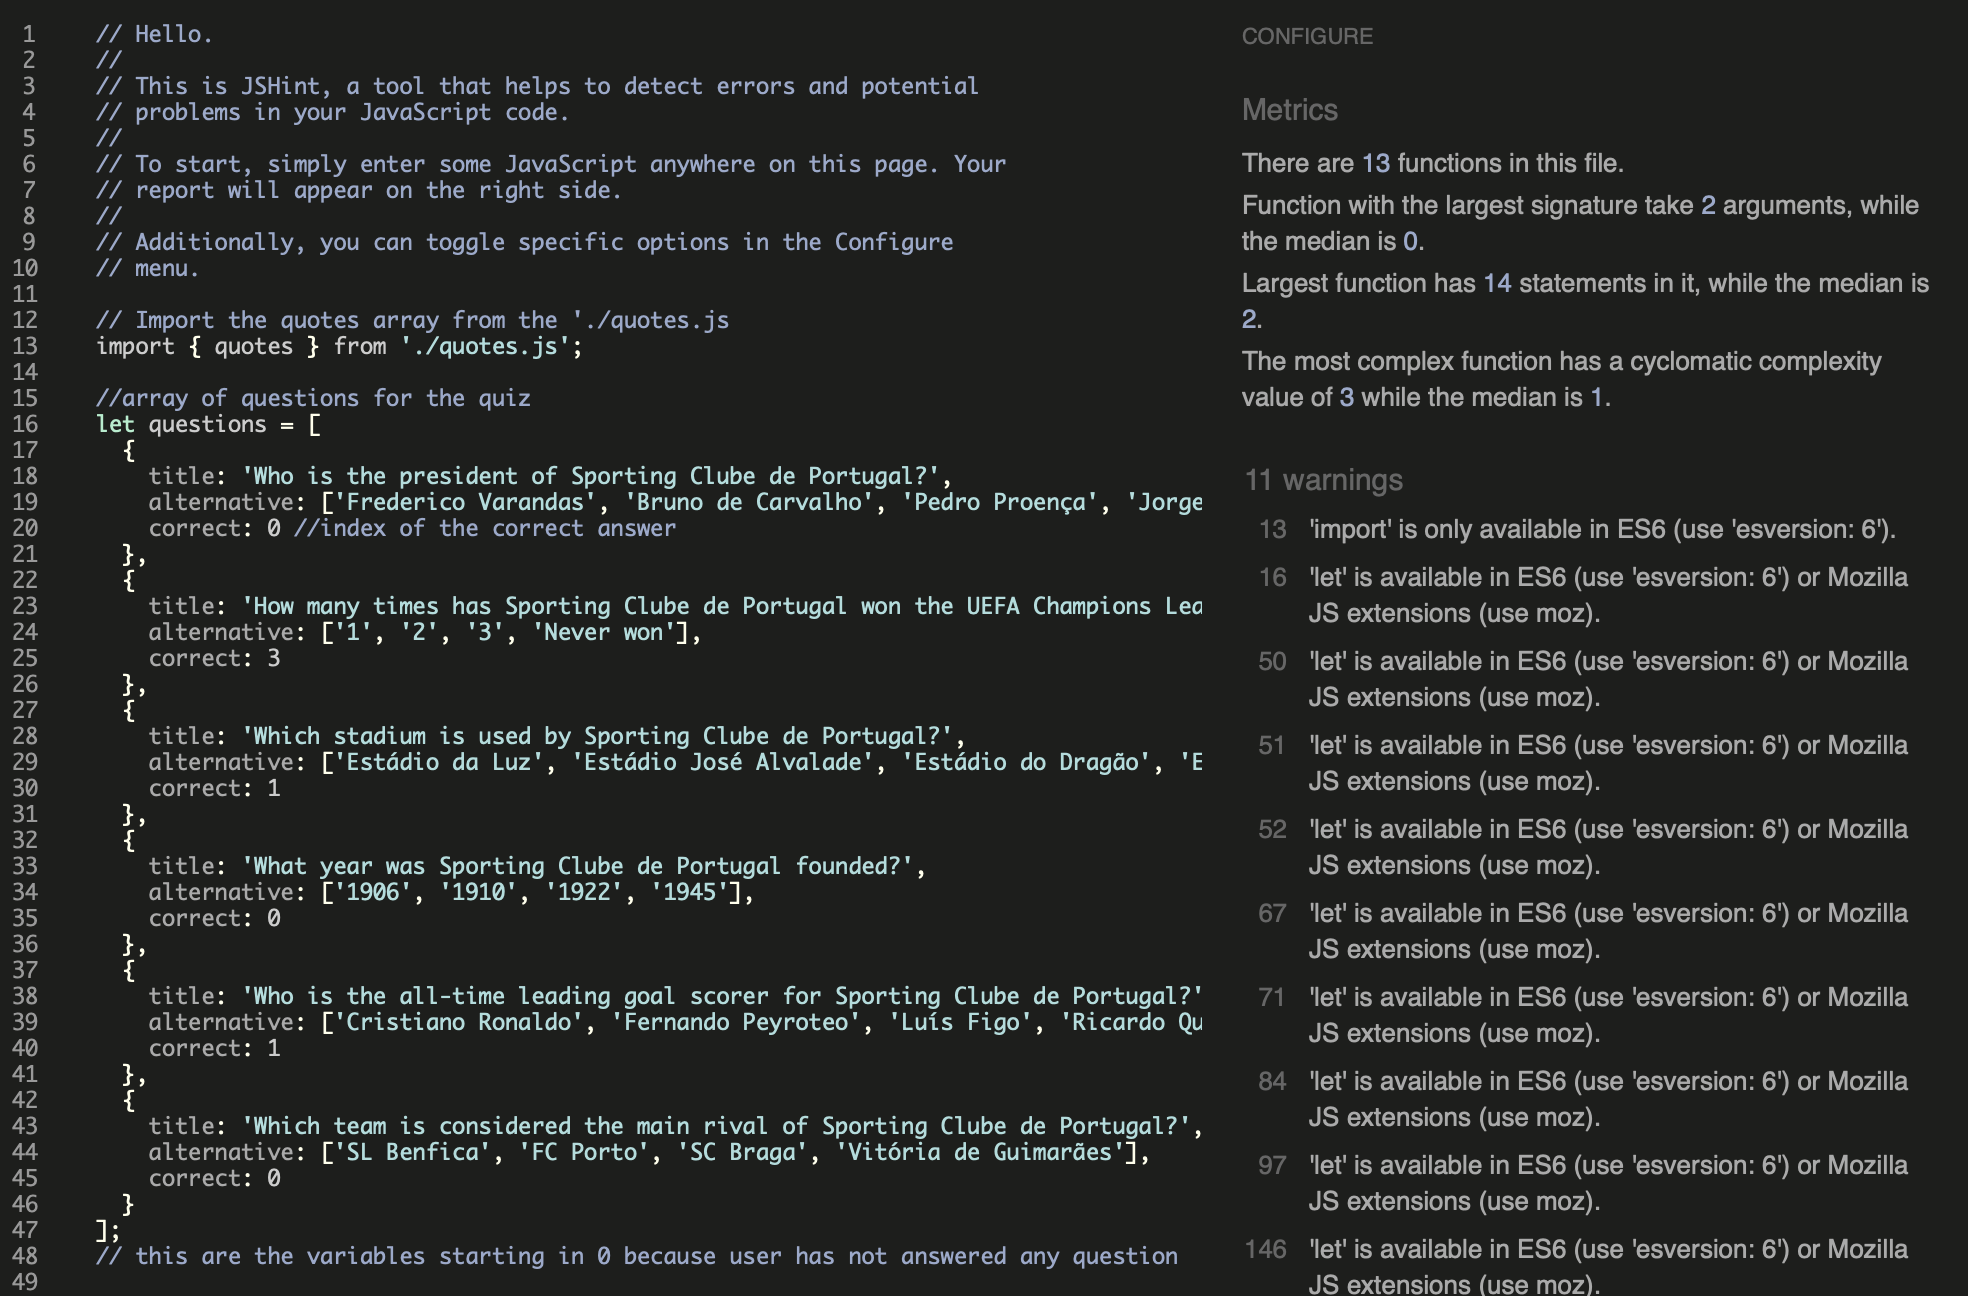 1 // Hello.
2 //
3 // This is JSHint, a tool that helps to detect errors and potential
4 // problems in your JavaScript code.
5 //
6 // To start, simply enter some JavaScript anywhere on this page. Your
7 // report will appear on the right side.
8 //
9 // Additionally, you can toggle specific options in the Configure
10 // menu.
11
12 // Import the quotes array from the './quotes.js
13 import { quotes } from './quotes.js';
14
15 //array of questions for the quiz
16 let questions = [
17 {
18 title: 'Who is the president of Sporting Clube de Portugal?',
19 alternative: ['Frederico Varandas', 'Bruno de Carvalho', 'Pedro Proença', 'Jorge
20 correct: 0 //index of the correct answer
21 },
22 {
23 title: 'How many times has Sporting Clube de Portugal won the UEFA Champions Lea
24 alternative: ['1', '2', '3', 'Never won'],
25 correct: 3
26 },
27 {
28 title: 'Which stadium is used by Sporting Clube de Portugal?',
29 alternative: ['Estádio da Luz', 'Estádio José Alvalade', 'Estádio do Dragão', 'E
30 correct: 1
31 },
32 {
33 title: 'What year was Sporting Clube de Portugal founded?',
34 alternative: ['1906', '1910', '1922', '1945'],
35 correct: 0
36 },
37 {
38 title: 'Who is the all-time leading goal scorer for Sporting Clube de Portugal?'
39 alternative: ['Cristiano Ronaldo', 'Fernando Peyroteo', 'Luís Figo', 'Ricardo Qu
40 correct: 1
41 },
42 {
43 title: 'Which team is considered the main rival of Sporting Clube de Portugal?',
44 alternative: ['SL Benfica', 'FC Porto', 'SC Braga', 'Vitória de Guimarães'],
45 correct: 0
46 }
47 ];
48 // this are the variables starting in 0 because user has not answered any question
49
CONFIGURE
Metrics
There are 13 functions in this file.
Function with the largest signature take 2 arguments, while
the median is 0.
Largest function has 14 statements in it, while the median is
2.
The most complex function has a cyclomatic complexity
value of 3 while the median is 1.
11 warnings
13 'import' is only available in ES6 (use 'esversion: 6').
16 'let' is available in ES6 (use 'esversion: 6') or Mozilla
JS extensions (use moz).
50 'let' is available in ES6 (use 'esversion: 6') or Mozilla
JS extensions (use moz).
51 'let' is available in ES6 (use 'esversion: 6') or Mozilla
JS extensions (use moz).
52 'let' is available in ES6 (use 'esversion: 6') or Mozilla
JS extensions (use moz).
67 'let' is available in ES6 (use 'esversion: 6') or Mozilla
JS extensions (use moz).
71 'let' is available in ES6 (use 'esversion: 6') or Mozilla
JS extensions (use moz).
84 'let' is available in ES6 (use 'esversion: 6') or Mozilla
JS extensions (use moz).
97 'let' is available in ES6 (use 'esversion: 6') or Mozilla
JS extensions (use moz).
146 'let' is available in ES6 (use 'esversion: 6') or Mozilla
JS extensions (use moz).